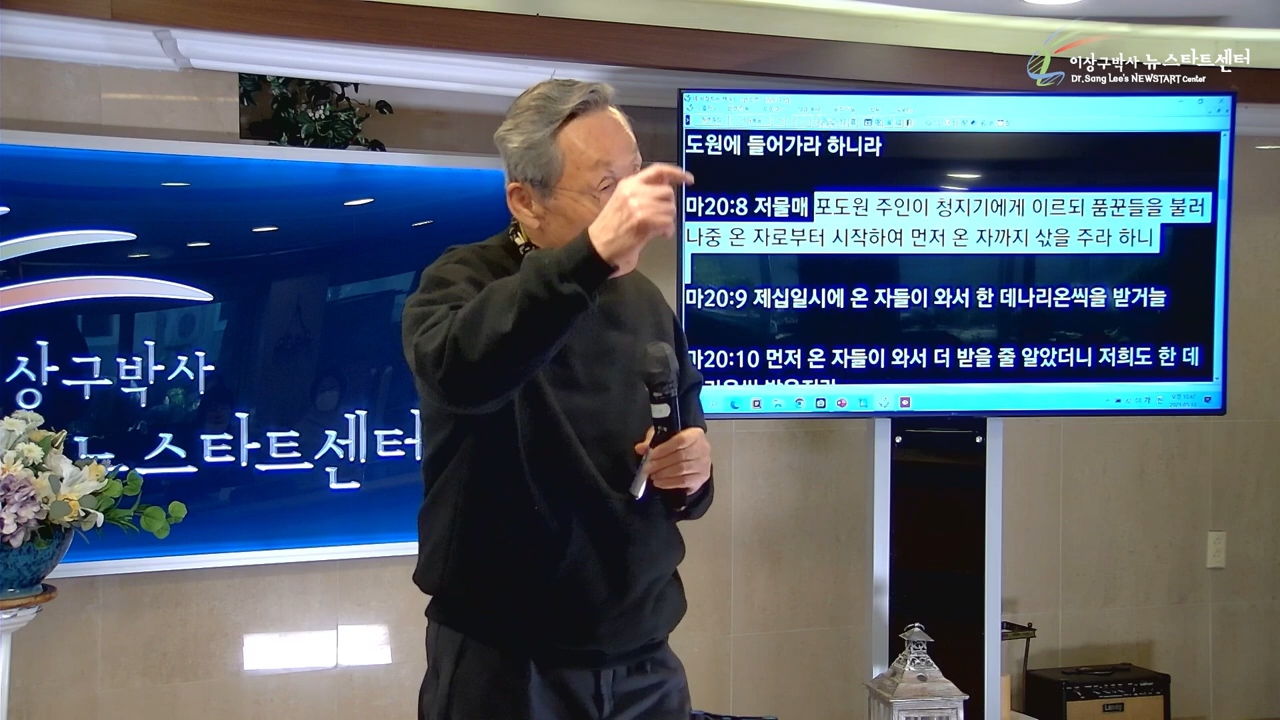 이상구박사 뉴스타트센터
Dr. Sang Lee's NEWSTART Center
도원에 들어가라 하니라
마20:8 저물매 포도원 주인이 청지기에게 이르되 품꾼들을 불러
나중 온 자로부터 시작하여 먼저 온 자까지 삯을 주라 하니
마20:9 제십일시에 온 자들이 와서 한 데나리온씩을 받거늘
마20:10 먼저 온 자들이 와서 더 받을 줄 알았더니 저희도 한 데
상구박사
뉴스타트센터